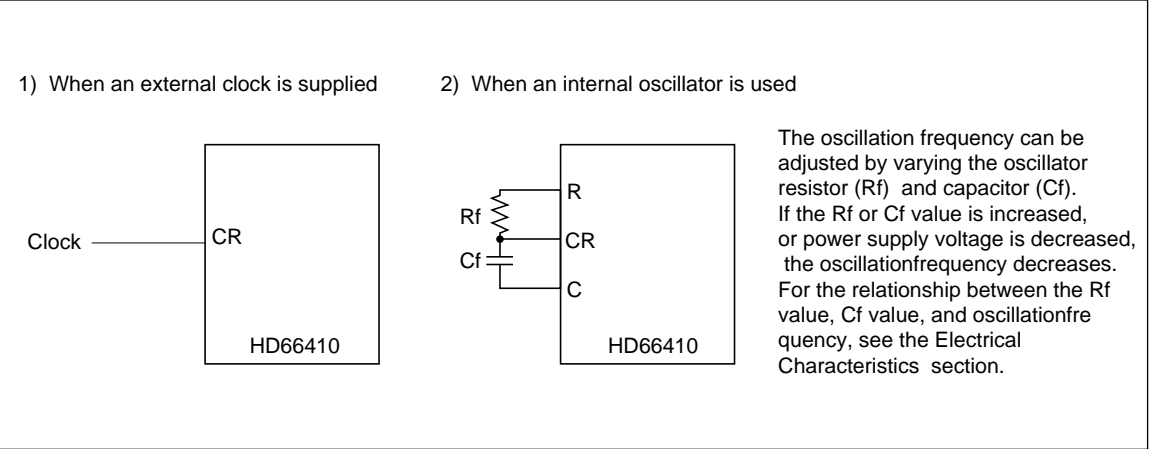 1) When an external clock is supplied
Clock
CR
HD66410
2) When an internal oscillator is used
R
Rf
CR
Cf
C
HD66410
The oscillation frequency can be
adjusted by varying the oscillator
resistor (Rf) and capacitor (Cf).
If the Rf or Cf value is increased,
or power supply voltage is decreased,
the oscillationfrequency decreases.
For the relationship between the Rf
value, Cf value, and oscillationfre
quency, see the Electrical
Characteristics section.